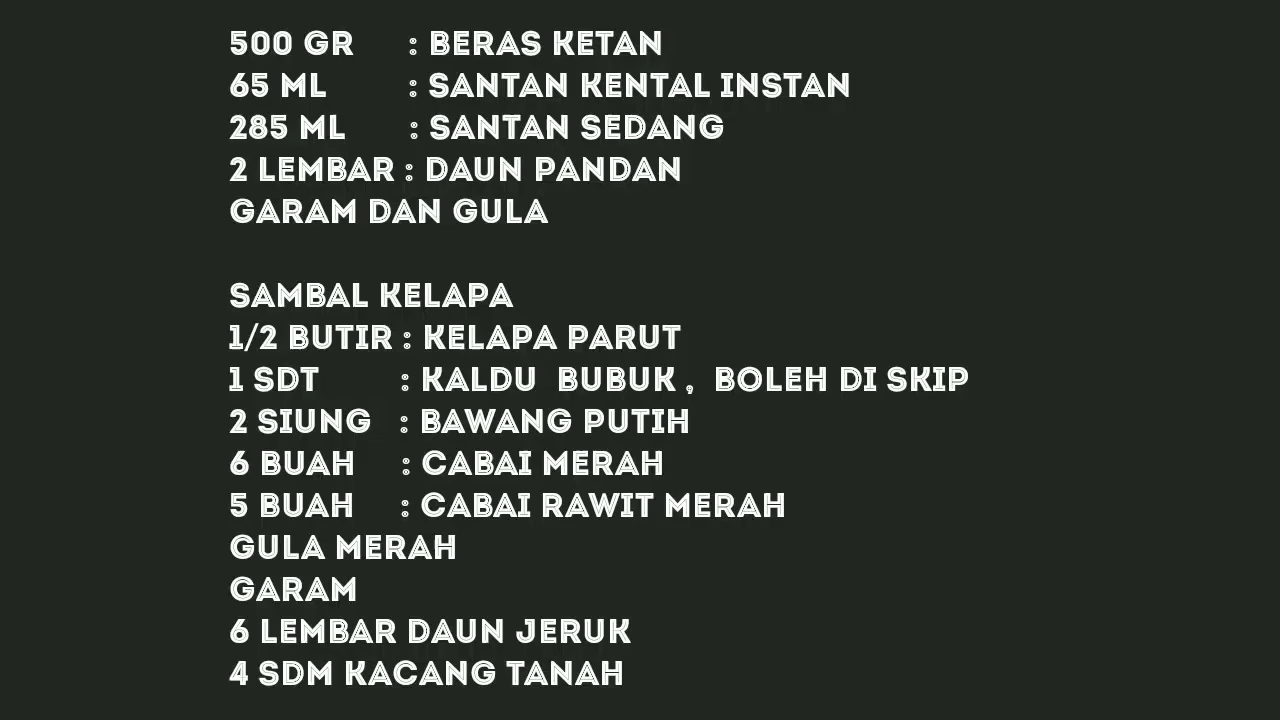 500 GR : BERAS KETAN
65 ML : SANTAN KENTAL INSTAN
285 ML : SANTAN SEDANG
2 LEMBAR : DAUN PANDAN
GARAM DAN GULA

SAMBAL KELAPA
1/2 BUTIR : KELAPA PARUT
1 SDT : KALDU BUBUK , BOLEH DI SKIP
2 SIUNG : BAWANG PUTIH
6 BUAH : CABAI MERAH
5 BUAH : CABAI RAWIT MERAH
GULA MERAH
GARAM
6 LEMBAR DAUN JERUK
4 SDM KACANG TANAH